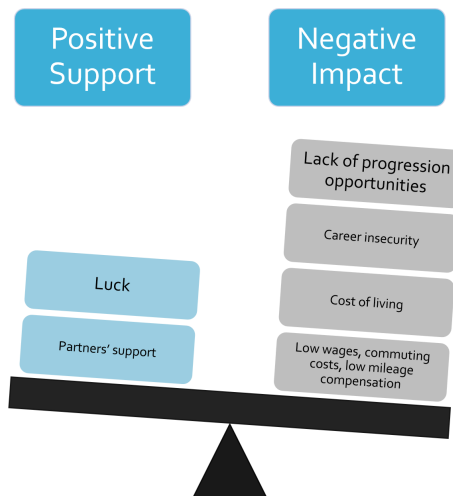 Positive
Support
Negative
Impact
Lack of progression
opportunities
Career insecurity
Cost of living
Low wages, commuting
costs, low mileage
compensation
Luck
Partners’ support